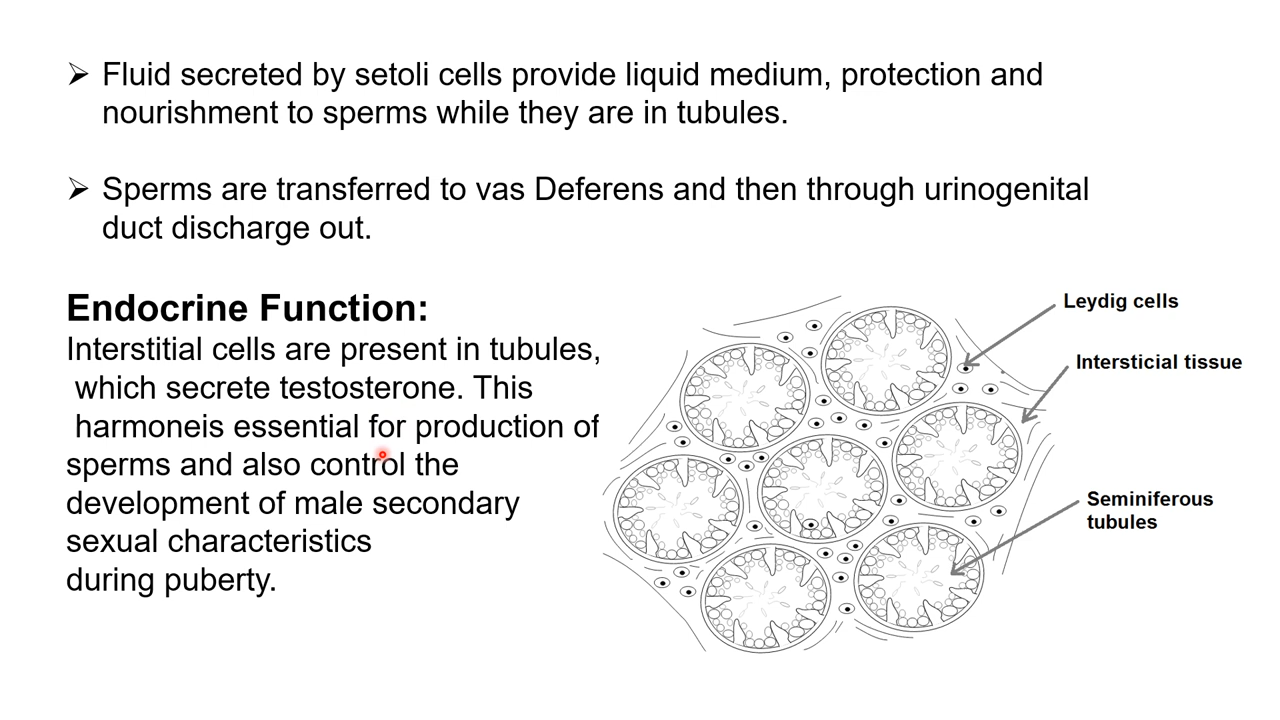 Fluid secreted by setoli cells provide liquid medium, protection and
nourishment to sperms while they are in tubules.
Sperms are transferred to vas Deferens and then through urinogenital
duct discharge out.
Endocrine Function:
Interstitial cells are present in tubules,
which secrete testosterone. This
harmoneis essential for production of
sperms and also control the
development of male secondary
sexual characteristics
during puberty.
Leydig cells
Intersticial tissue
Seminiferous
tubules